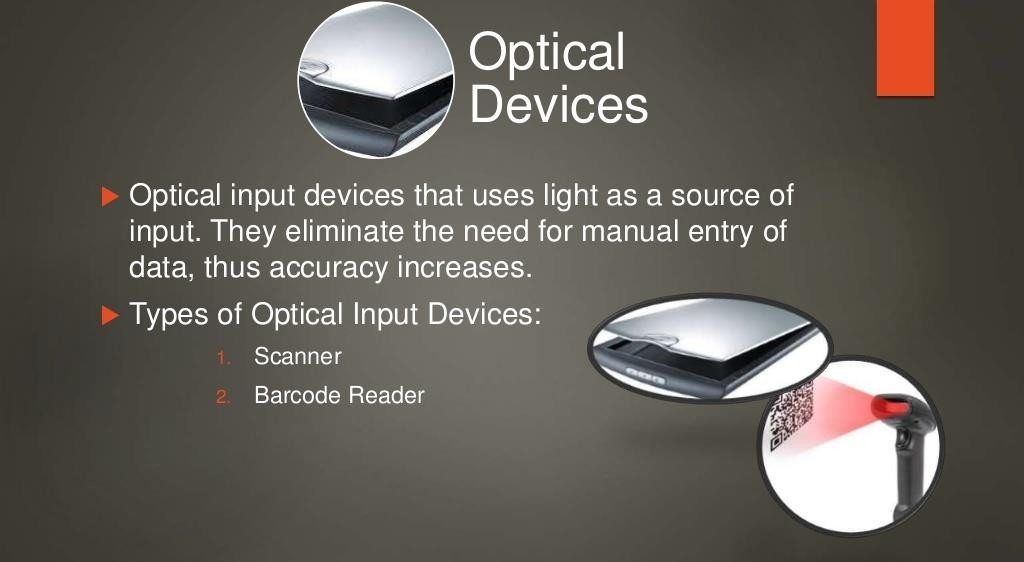 Optical
Devices
Optical input devices that uses light as a source of
input. They eliminate the need for manual entry of
data, thus accuracy increases.
Types of Optical Input Devices:
1. Scanner
2. Barcode Reader